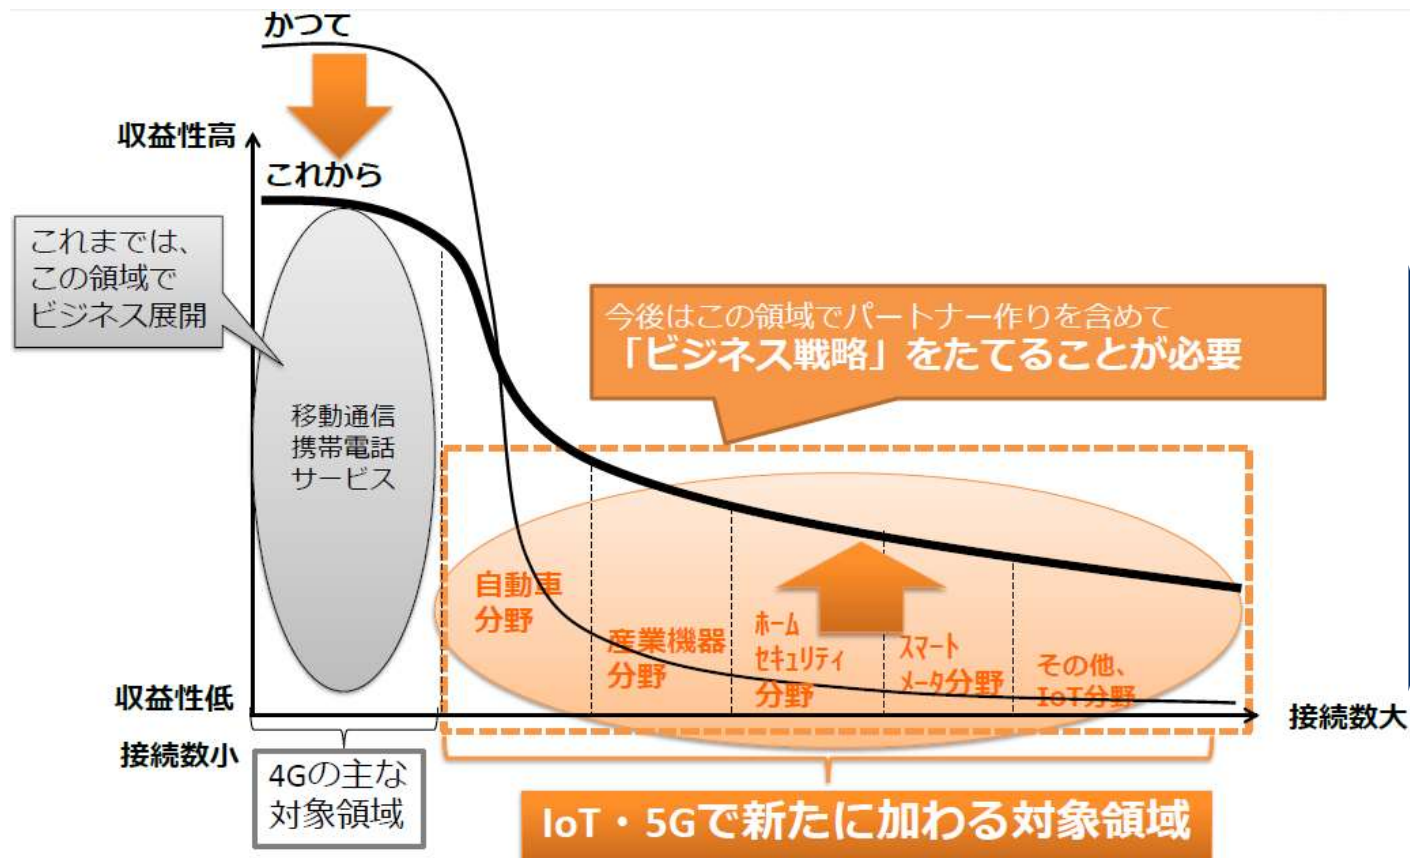 かつて
収益性高
これから
これまでは、
この領域で
ビジネス展開
今後はこの領域でパートナー作りを含めて
「ビジネス戦略」をたてることが必要
移動通信
携帯電話
サービス
自動車
分野
産業機器
分野
ﾎｰﾑ
ｾｷｭﾘﾃｨ
分野
ｽﾏｰﾄ
ﾒｰﾀ分野
その他、
IoT分野
収益性低
接続数大
接続数小
4Gの主な
対象領域
IoT・5Gで新たに加わる対象領域